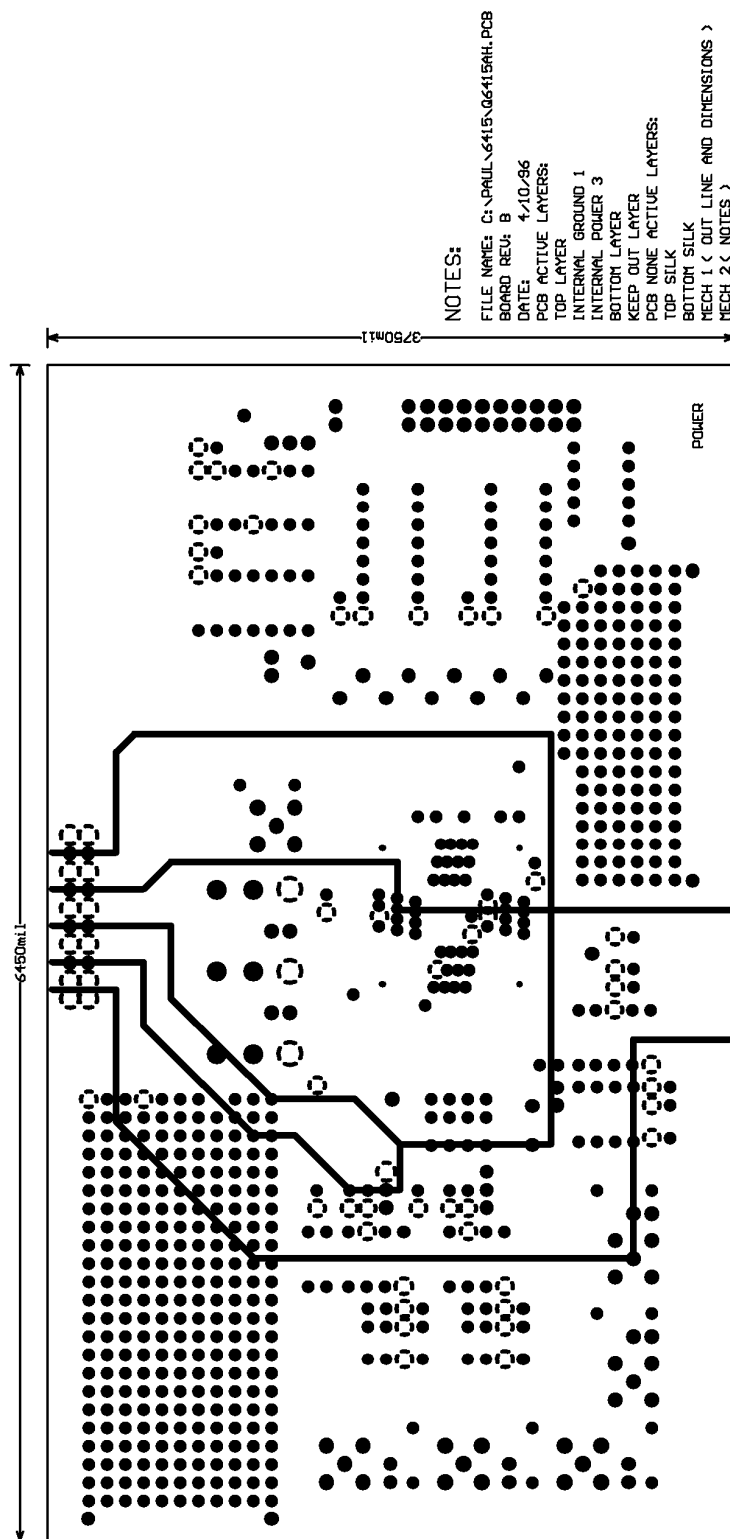 6450mil
3750mil
POWER
NOTES:
FILE NAME: C:\PAUL\6415\Q6415AH.PCB
BOARD REV: B
DATE: 4/10/96
PCB ACTIVE LAYERS:
TOP LAYER
INTERNAL GROUND 1
INTERNAL POWER 3
BOTTOM LAYER
KEEP OUT LAYER
PCB NONE ACTIVE LAYERS:
TOP SILK
BOTTOM SILK
MECH 1 ( OUT LINE AND DIMENSIONS )
MECH 2 ( NOTES )